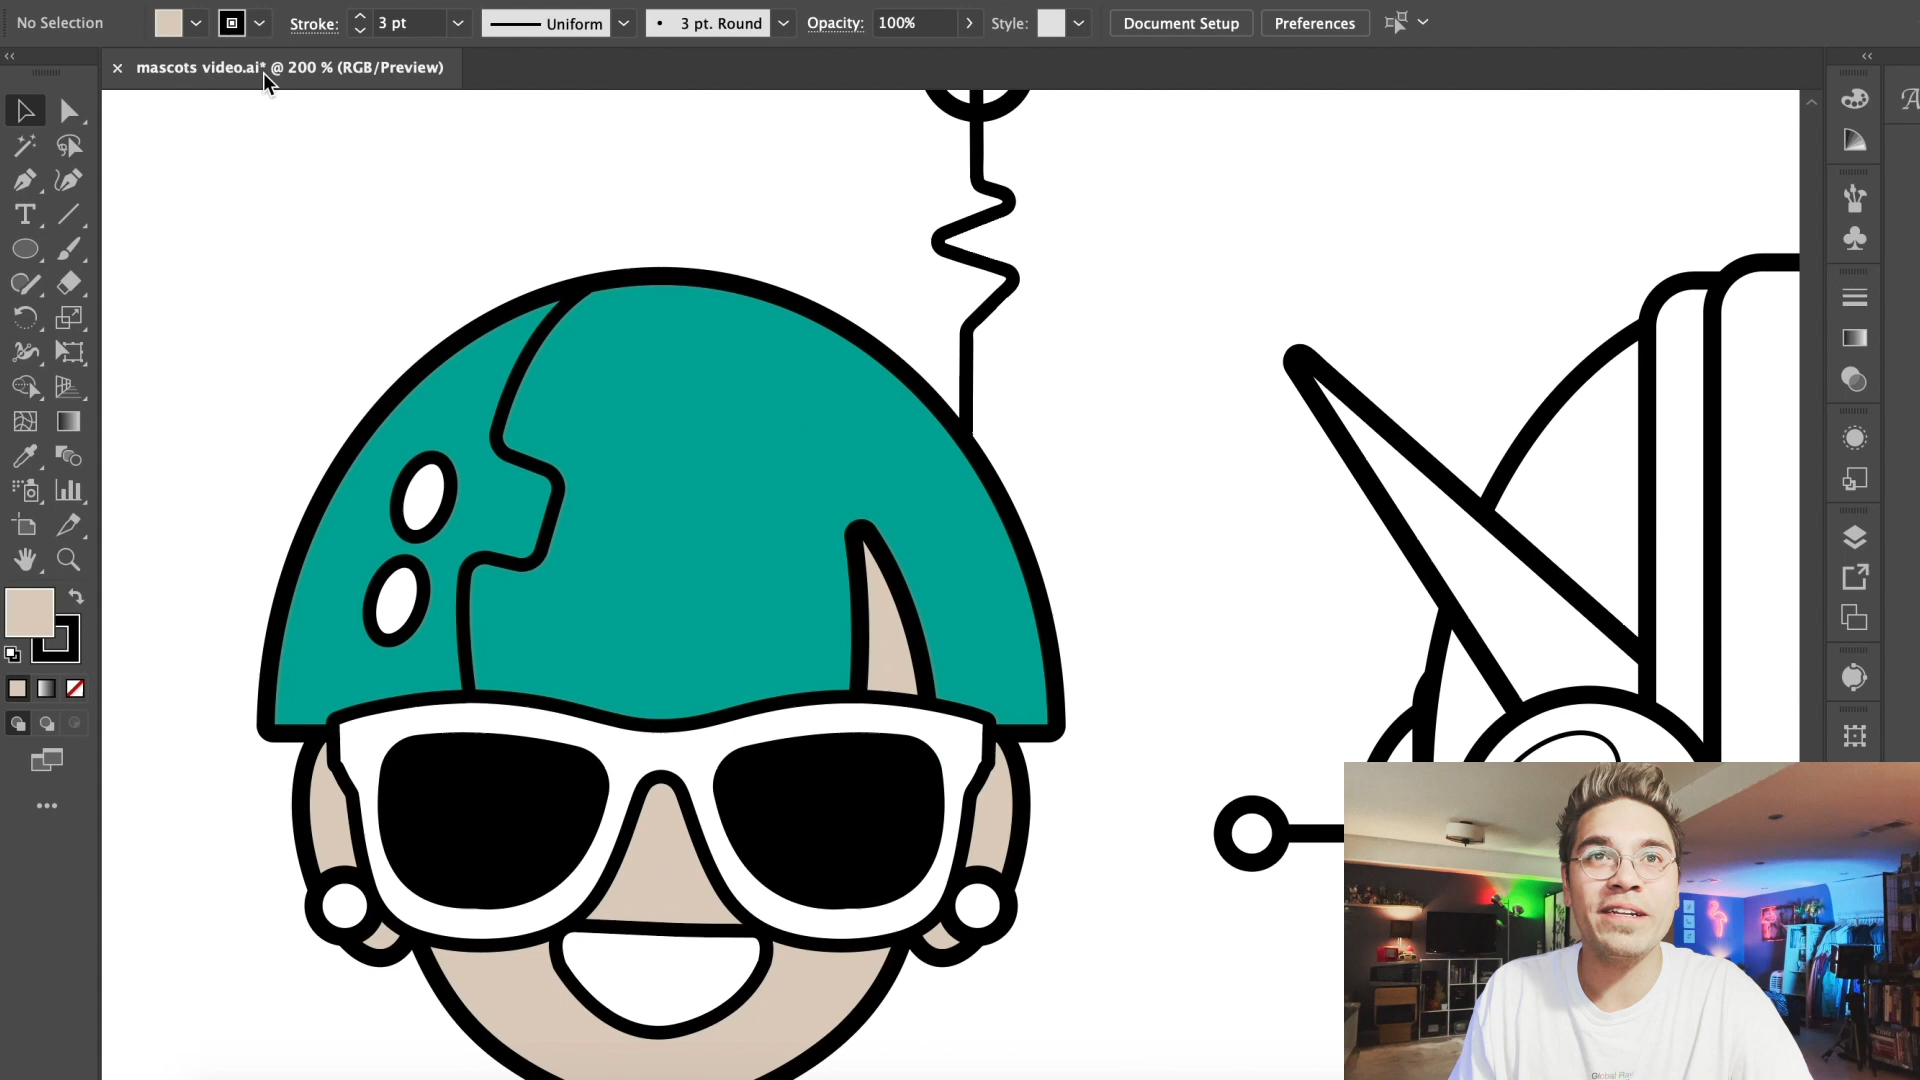 No Selection
Stroke:
3 pt
Uniform
3 pt. Round
Opacity:
100%
Style:
Document Setup
Preferences
mascots video.ai* @ 200 % (RGB/Preview)